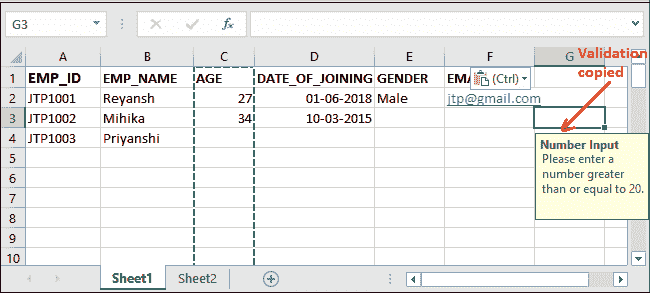 G3
fx
A B C D E F G
Validation
copied
1 EMP_ID EMP_NAME AGE DATE_OF_JOINING GENDER EMA
(Ctrl)
2 JTP1001 Reyansh 27 01-06-2018 Male jtp@gmail.com
3 JTP1002 Mihika 34 10-03-2015
4 JTP1003 Priyanshi
Number Input
Please enter a
number greater
than or equal to 20.
5
6
7
8
9
10
Sheet1 Sheet2